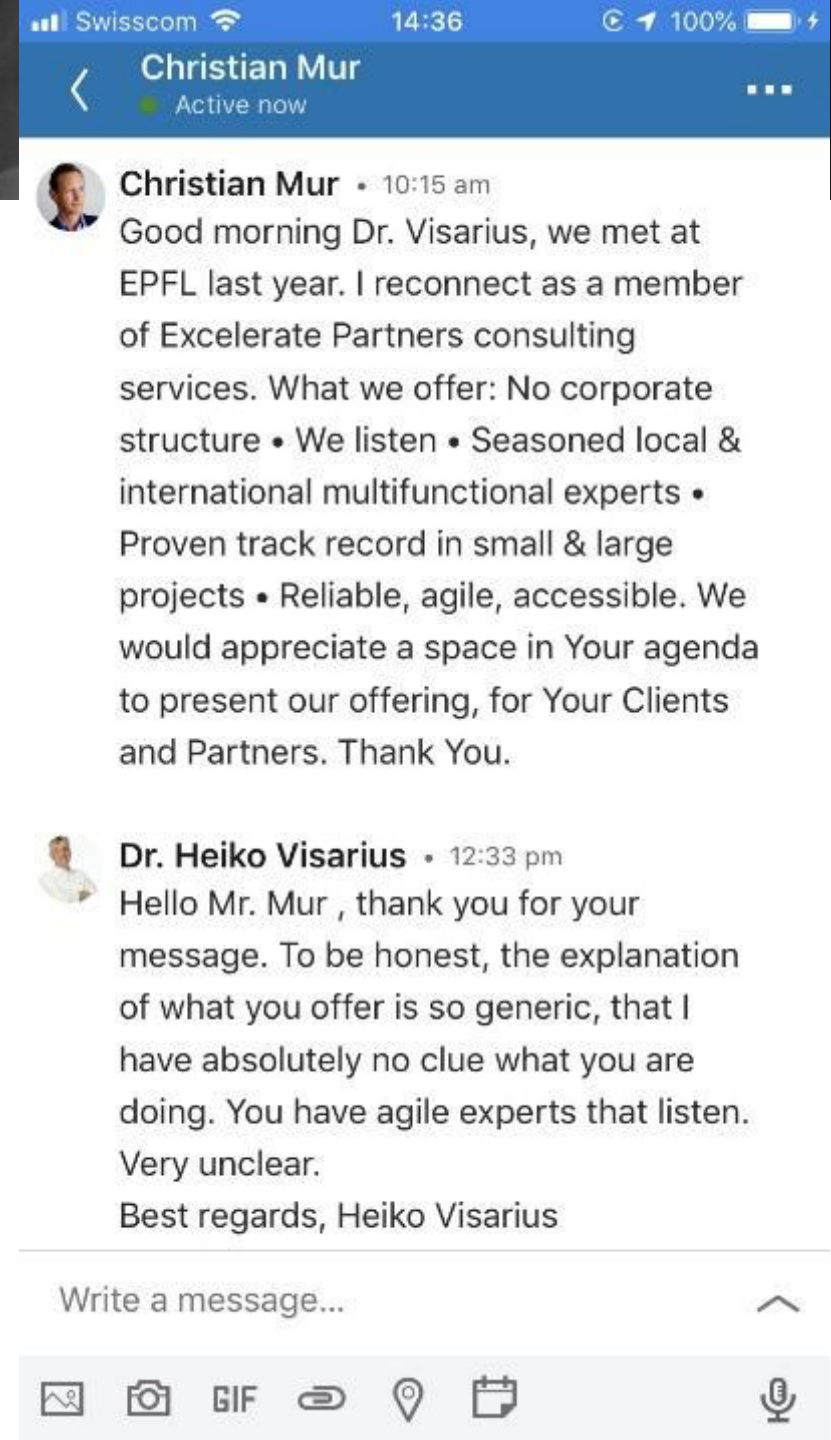 Swisscom 14:36 100%
Christian Mur
Active now
Christian Mur • 10:15 am
Good morning Dr. Visarius, we met at
EPFL last year. I reconnect as a member
of Excelerate Partners consulting
services. What we offer: No corporate
structure • We listen • Seasoned local &
international multifunctional experts •
Proven track record in small & large
projects • Reliable, agile, accessible. We
would appreciate a space in Your agenda
to present our offering, for Your Clients
and Partners. Thank You.
Dr. Heiko Visarius • 12:33 pm
Hello Mr. Mur , thank you for your
message. To be honest, the explanation
of what you offer is so generic, that I
have absolutely no clue what you are
doing. You have agile experts that listen.
Very unclear.
Best regards, Heiko Visarius
Write a message...
GIF